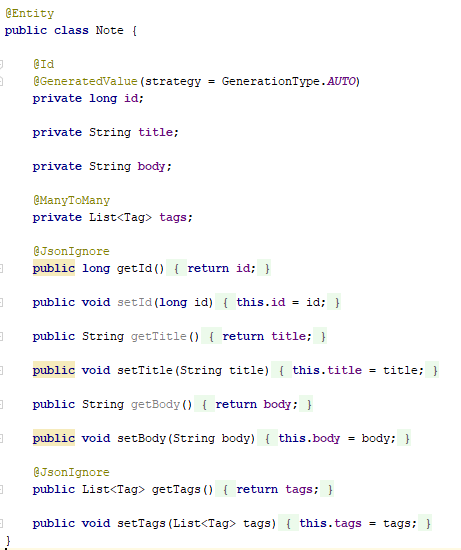 @Entity
public class Note {
@Id
@GeneratedValue(strategy = GenerationType.AUTO)
private long id;
private String title;
private String body;
@ManyToMany
private List<Tag> tags;
@JsonIgnore
public long getId() { return id; }
public void setId(long id) { this.id = id; }
public String getTitle() { return title; }
public void setTitle(String title) { this.title = title; }
public String getBody() { return body; }
public void setBody(String body) { this.body = body; }
@JsonIgnore
public List<Tag> getTags() { return tags; }
public void setTags(List<Tag> tags) { this.tags = tags; }
}